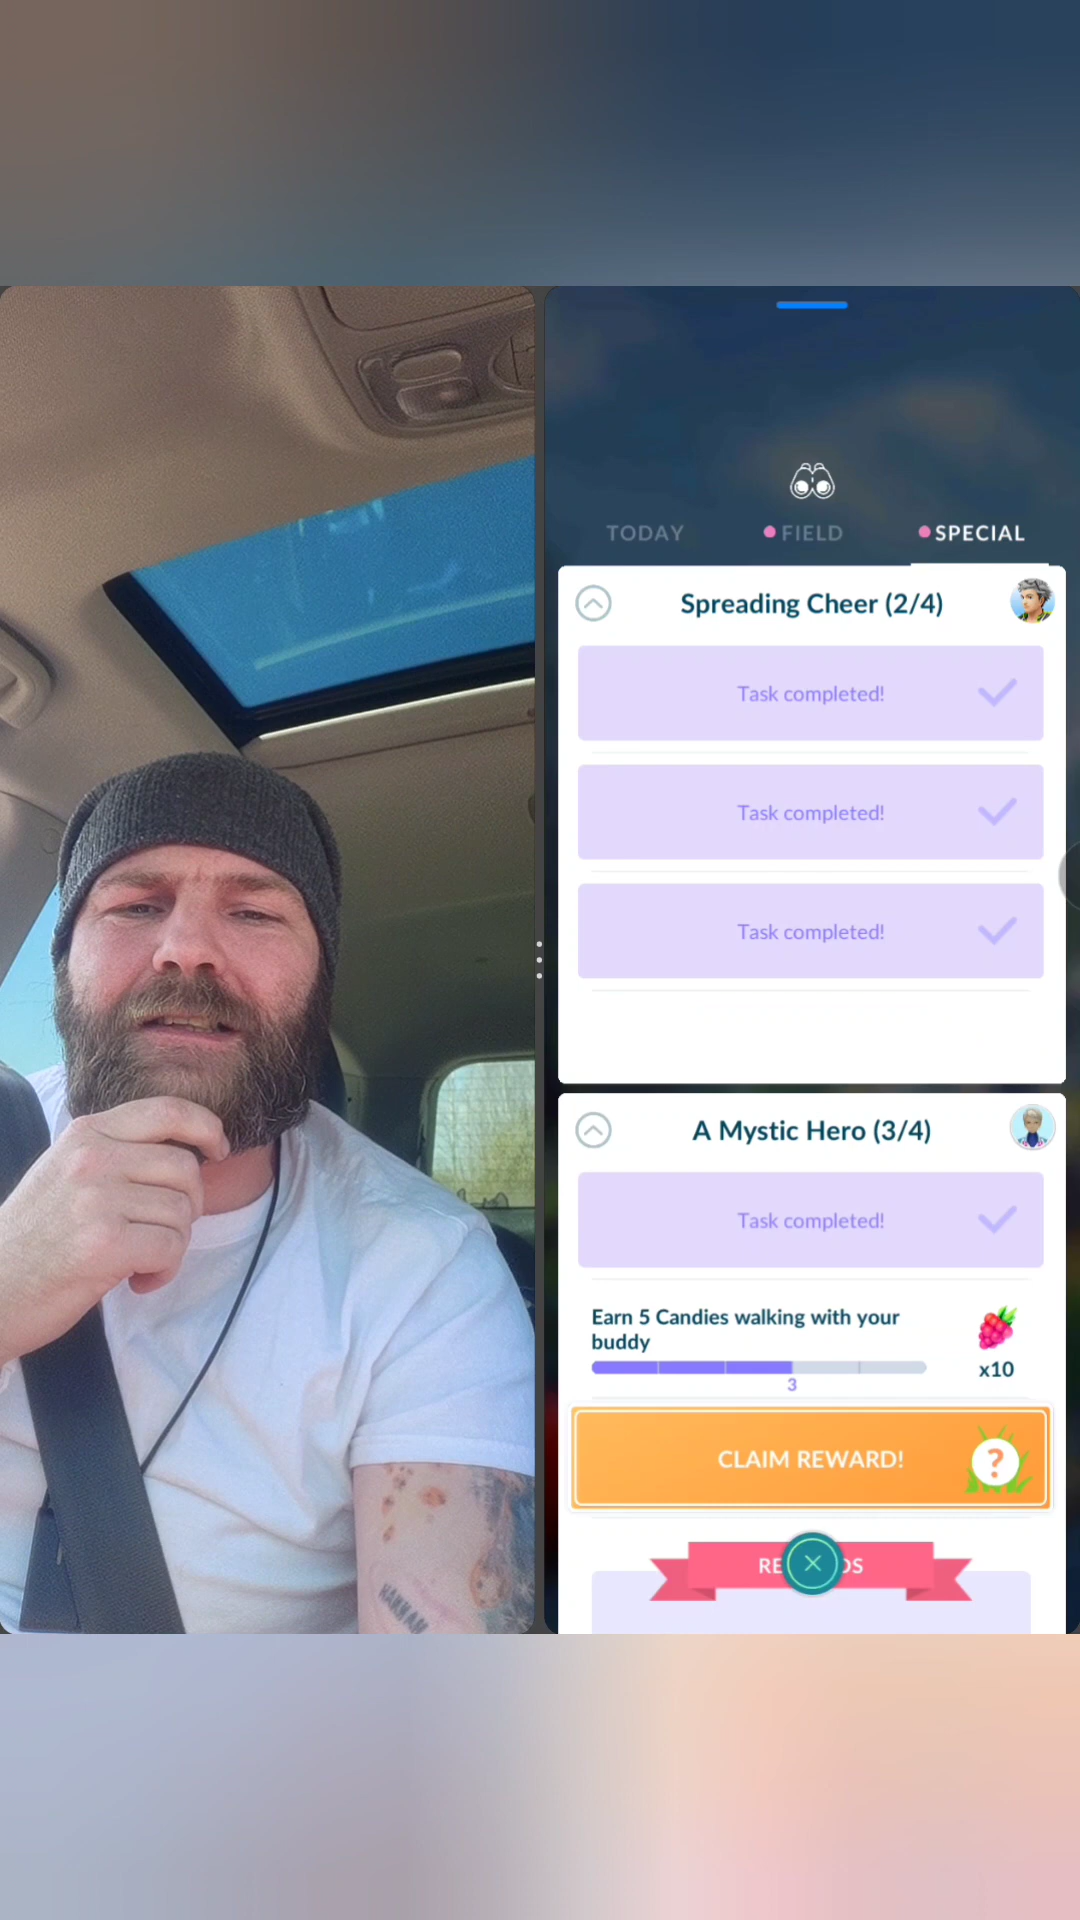 TODAY
FIELD
SPECIAL
Spreading Cheer (2/4)
Task completed!
Task completed!
Task completed!
A Mystic Hero (3/4)
Task completed!
Earn 5 Candies walking with your
buddy
3
x10
CLAIM REWARD!
?